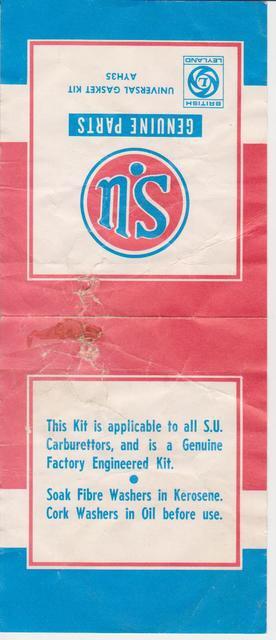 BRITISH
LEYLAND
UNIVERSAL GASKET KIT
AYH35
GENUINE PARTS
S.U
This Kit is applicable to all S.U.
Carburettors, and is a Genuine
Factory Engineered Kit.
Soak Fibre Washers in Kerosene.
Cork Washers in Oil before use.